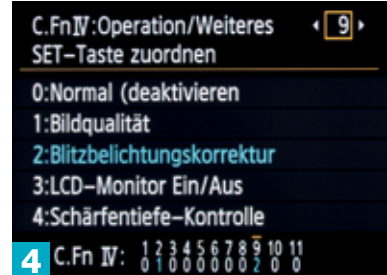 C.Fn IV:Operation/Weiteres 9
SET-Taste zuordnen
0:Normal (deaktivieren
1:Bildqualität
2:Blitzbelichtungskorrektur
3:LCD-Monitor Ein/Aus
4:Schärfentiefe-Kontrolle
4 C.Fn IV: 1 2 3 4 5 6 7 8 9 10 11
0 1 0 0 0 0 0 0 2 0 0